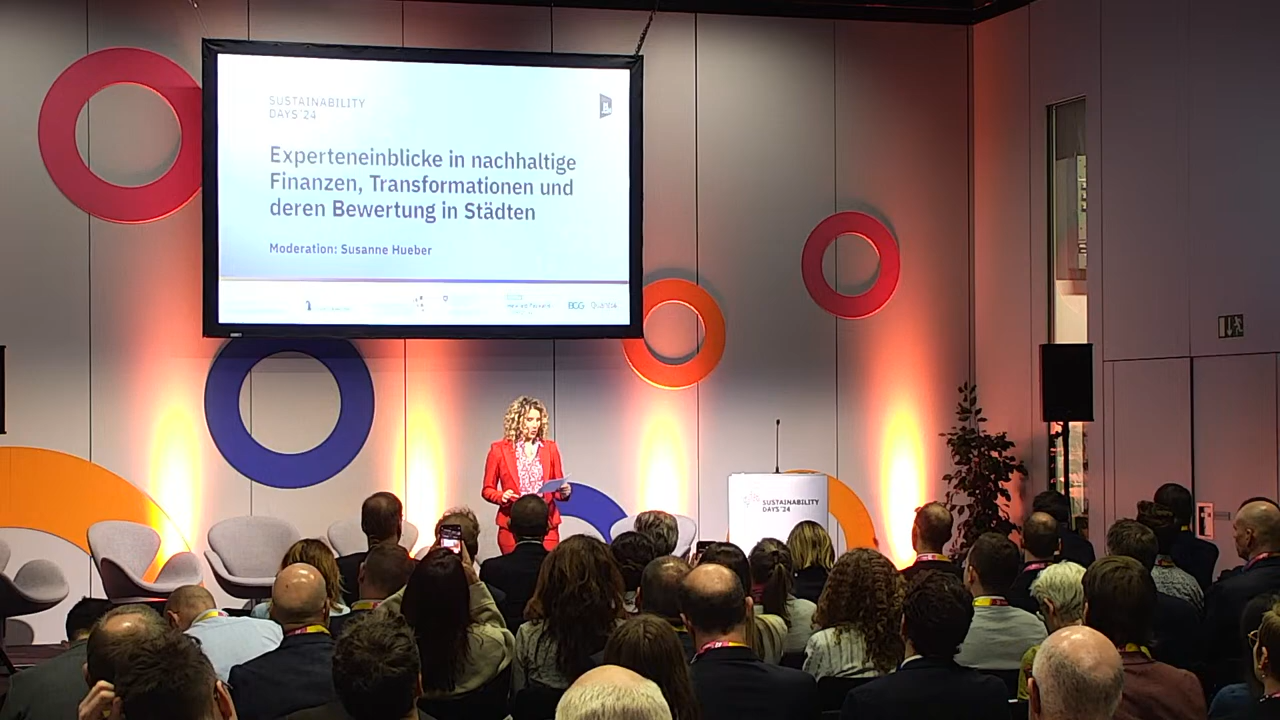 SUSTAINABILITY
DAYS'24
Experteneinblicke in nachhaltige
Finanzen, Transformationen und
deren Bewertung in Städten
Moderation: Susanne Hueber
BCG
SUSTAINABILITY
DAYS'24